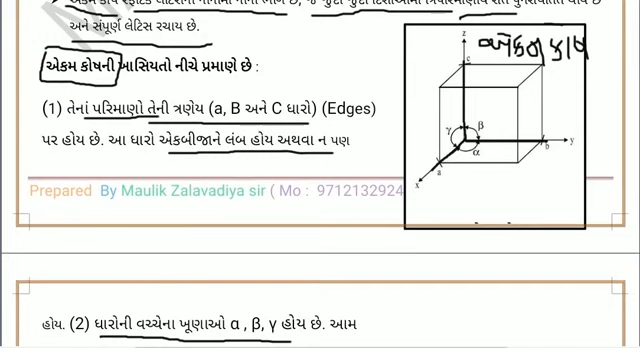 અને સંપૂર્ણ લેટિસ રચાય છે.
એકમ કોષની ખાસિયતો નીચે પ્રમાણે છે :
(1) તેનાં પરિમાણો તેની ત્રણેય (a, B અને C ધારો) (Edges)
પર હોય છે. આ ધારો એકબીજાને લંબ હોય અથવા ન પણ
એકમ કોષ
z
c
γ β
b y
α
a
x
Prepared By Maulik Zalavadiya sir ( Mo : 9712132924
હોય. (2) ધારોની વચ્ચેના ખૂણાઓ α , β, γ હોય છે. આમ